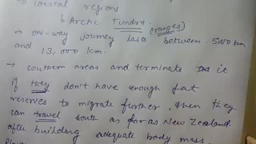 → coastal regions
↳ Arctic Tundra
(ranges)
→ one-way journey lasts between 5000 km
and 13,000 km.
→ southern areas and terminate it
if they don't have enough fat
reserves to migrate further, then they
can travel south as far as New Zealand
after building adequate body mass.